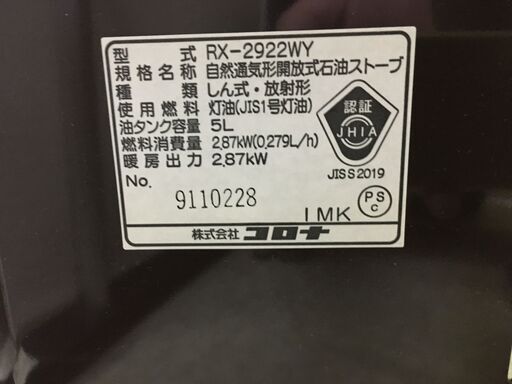 型 式 RX-2922WY
規格名称 自然通気形開放式石油ストーブ
種 類 しん式・放射形
使用燃料 灯油(JIS1号灯油)
油タンク容量 5L
燃料消費量 2,87kW(0,279L/h)
暖房出力 2,87kW
認証
JHIA
JIS S 2019
No. 9110228
IMK
PS
C
株式会社 コロナ